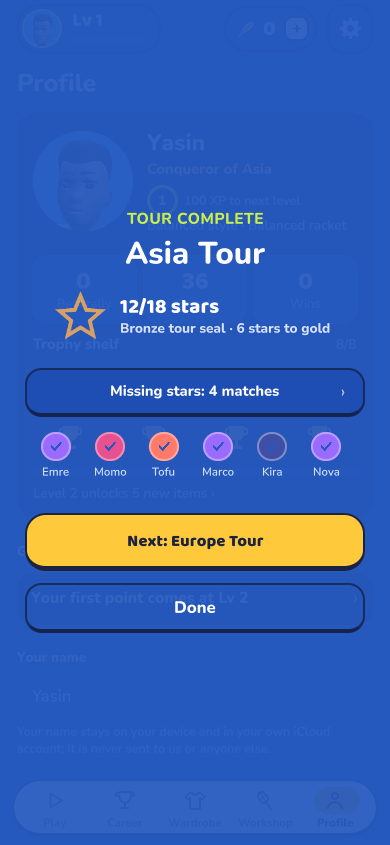 Lv 1
0
Profile
Yasin
Conqueror of Asia
1
100 XP to next level
balanced racket
TOUR COMPLETE
Asia Tour
0
36
0
Wins
12/18 stars
Bronze tour seal · 6 stars to gold
Trophy shelf
8/8
Missing stars: 4 matches
Emre
Momo
Tofu
Marco
Kira
Nova
Level 2 unlocks 5 new items ›
Next: Europe Tour
Your first point comes at Lv 2
Done
Your name
Yasin
Your name stays on your device and in your own iCloud
account; it is never sent to us or anyone else.
Play
Career
Wardrobe
Workshop
Profile